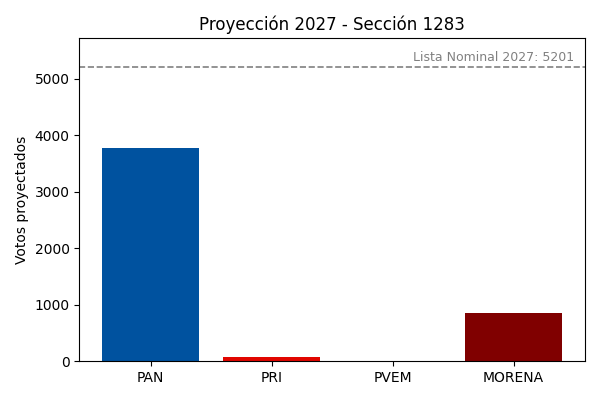 Proyección 2027 - Sección 1283
Lista Nominal 2027: 5201
Votos proyectados
5000
4000
3000
2000
1000
0
PAN
PRI
PVEM
MORENA